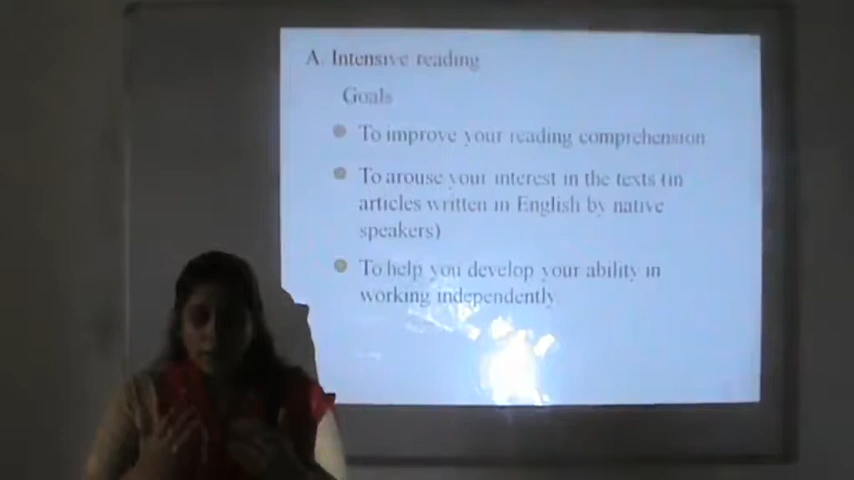 A. Intensive reading
Goals
To improve your reading comprehension
To arouse your interest in the texts (in
articles written in English by native
speakers)
To help you develop your ability in
working independently